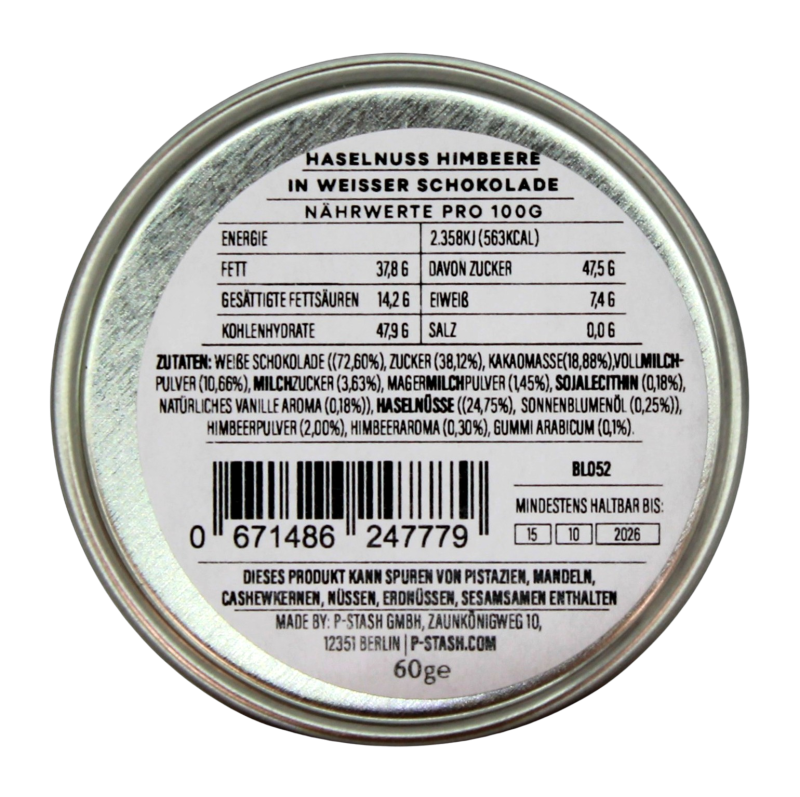 HASELNUSS HIMBEERE
IN WEISSER SCHOKOLADE
NÄHRWERTE PRO 100G
ENERGIE 2.358KJ (563KCAL)
FETT 37,8 G DAVON ZUCKER 47,5 G
GESÄTTIGTE FETTSÄUREN 14,2 G EIWEIß 7,4 G
KOHLENHYDRATE 47,9 G SALZ 0,0 G
ZUTATEN: WEIßE SCHOKOLADE ((72,60%), ZUCKER (38,12%), KAKAOMASSE(18,88%),VOLLMILCH-
PULVER (10,66%), MILCHZUCKER (3,63%), MAGERMILCHPULVER (1,45%), SOJALECITHIN (0,18%),
NATÜRLICHES VANILLE AROMA (0,18%)), HASELNÜSSE ((24,75%), SONNENBLUMENÖL (0,25%)),
HIMBEERPULVER (2,00%), HIMBEERAROMA (0,30%), GUMMI ARABICUM (0,1%).
BL052
MINDESTENS HALTBAR BIS:
15 10 2026
0 671486 247779
DIESES PRODUKT KANN SPUREN VON PISTAZIEN, MANDELN,
CASHEWKERNEN, NÜSSEN, ERDNÜSSEN, SESAMSAMEN ENTHALTEN
MADE BY: P-STASH GMBH, ZAUNKÖNIGWEG 10,
12351 BERLIN | P-STASH.COM
60ge